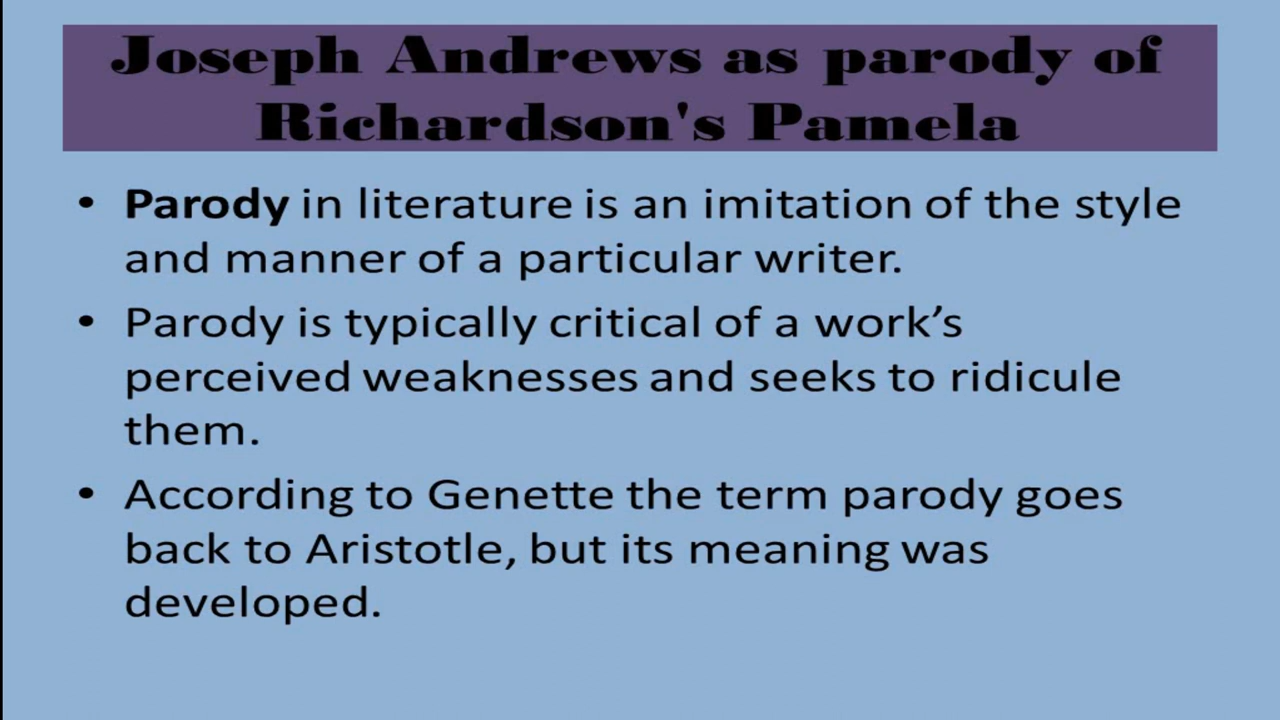 Joseph Andrews as parody of
Richardson's Pamela
• Parody in literature is an imitation of the style
and manner of a particular writer.
• Parody is typically critical of a work’s
perceived weaknesses and seeks to ridicule
them.
• According to Genette the term parody goes
back to Aristotle, but its meaning was
developed.